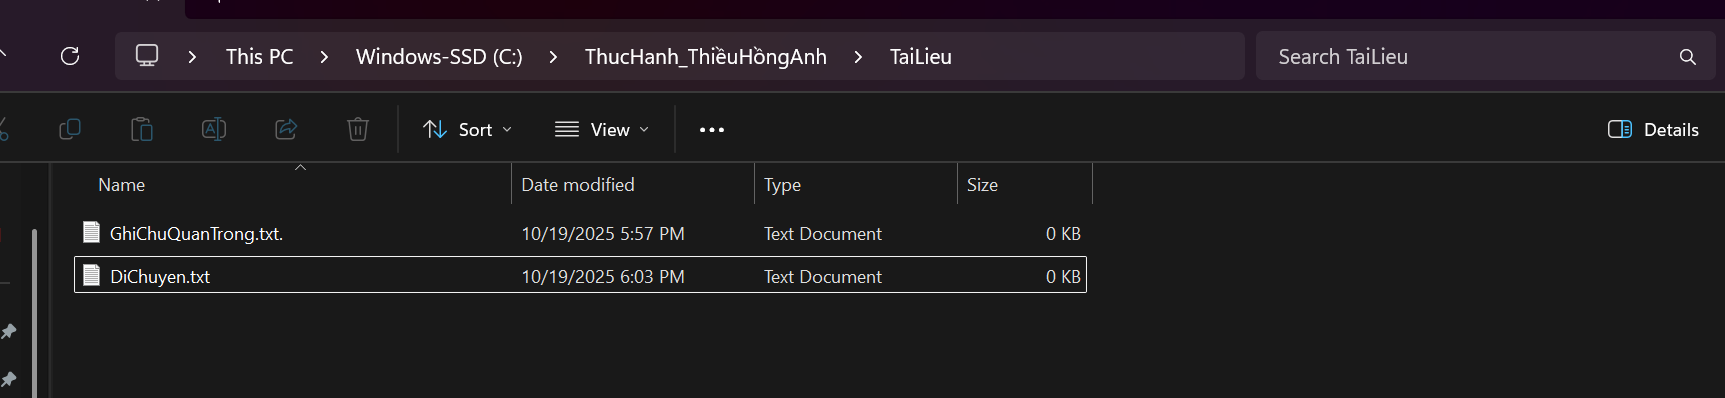 This PC > Windows-SSD (C:) > ThucHanh_ThiềuHồngAnh > TaiLieu
Search TaiLieu
Sort
View
Details
Name Date modified Type Size
GhiChuQuanTrong.txt. 10/19/2025 5:57 PM Text Document 0 KB
DiChuyen.txt 10/19/2025 6:03 PM Text Document 0 KB